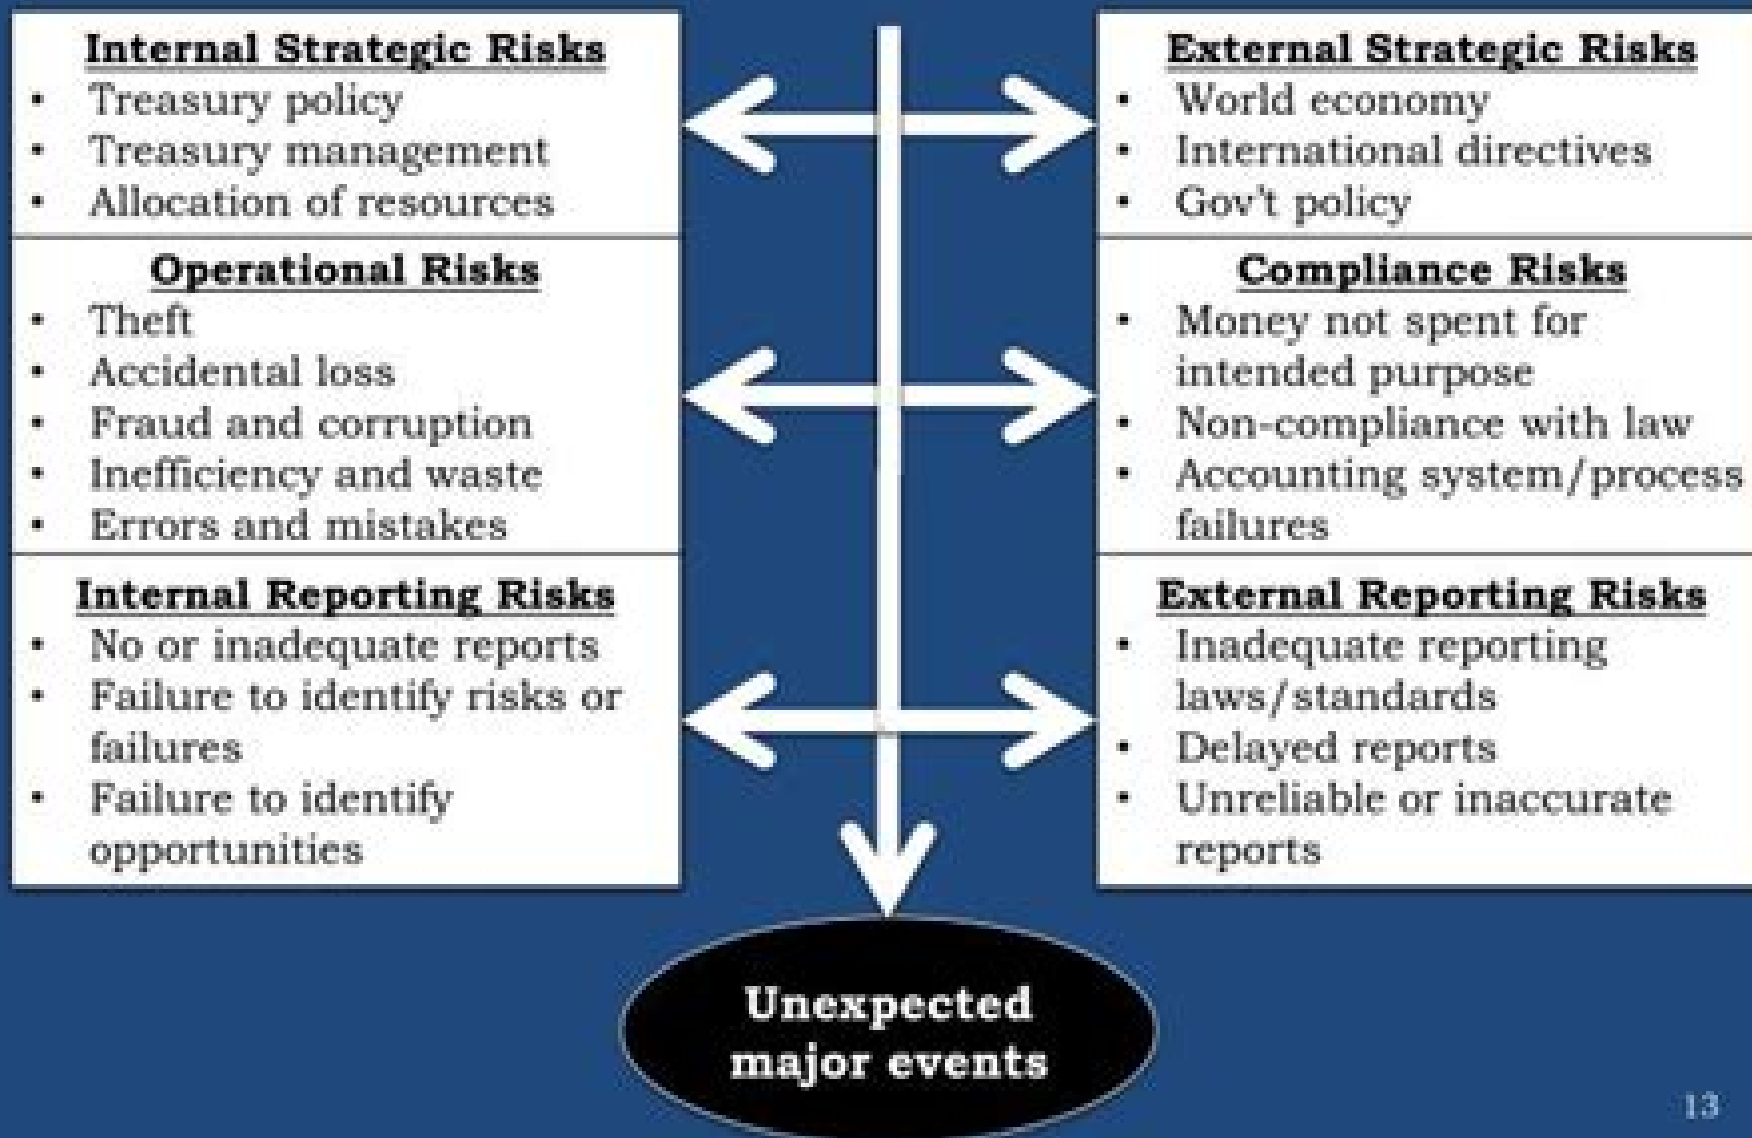 Internal Strategic Risks
• Treasury policy
• Treasury management
• Allocation of resources
Operational Risks
• Theft
• Accidental loss
• Fraud and corruption
• Inefficiency and waste
• Errors and mistakes
Internal Reporting Risks
• No or inadequate reports
• Failure to identify risks or
failures
• Failure to identify
opportunities
External Strategic Risks
• World economy
• International directives
• Gov't policy
Compliance Risks
• Money not spent for
intended purpose
• Non-compliance with law
• Accounting system/process
failures
External Reporting Risks
• Inadequate reporting
laws/standards
• Delayed reports
• Unreliable or inaccurate
reports
Unexpected
major events
13